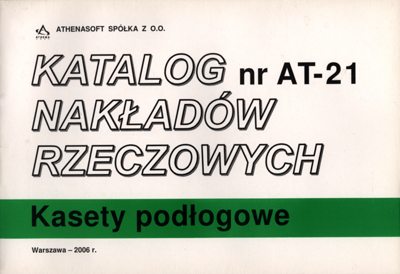 ATHENASOFT SPÓŁKA Z O.O.
KATALOG nr AT-21
NAKŁADÓW
RZECZOWYCH
Kasety podłogowe
Warszawa – 2006 r.